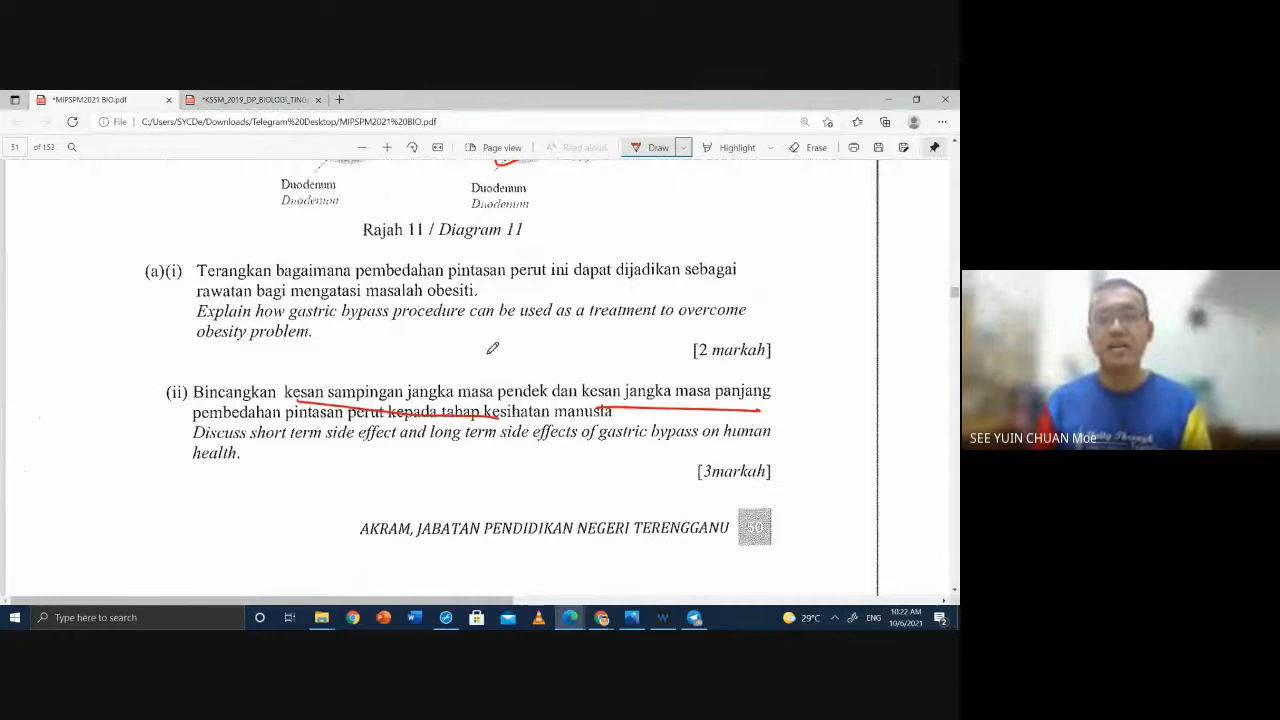 *MIPSPM2021 BIO.pdf
*KSSM_2019_DP_BIOLOGI_TING
File
C:/Users/SYCDe/Downloads/Telegram%20Desktop/MIPSPM2021%20BIO.pdf
51 of 153
Page view
Read aloud
Draw
Highlight
Erase
Duodenum
Duodenum
Duodenum
Duodenum
Rajah 11 / Diagram 11
(a)(i) Terangkan bagaimana pembedahan pintasan perut ini dapat dijadikan sebagai
rawatan bagi mengatasi masalah obesiti.
Explain how gastric bypass procedure can be used as a treatment to overcome
obesity problem.
[2 markah]
(ii) Bincangkan kesan sampingan jangka masa pendek dan kesan jangka masa panjang
pembedahan pintasan perut kepada tahap kesihatan manusia
Discuss short term side effect and long term side effects of gastric bypass on human
health.
[3markah]
AKRAM, JABATAN PENDIDIKAN NEGERI TERENGGANU 50
SEE YUIN CHUAN Moe
Type here to search
29°C
ENG
10:22 AM
10/6/2021
2